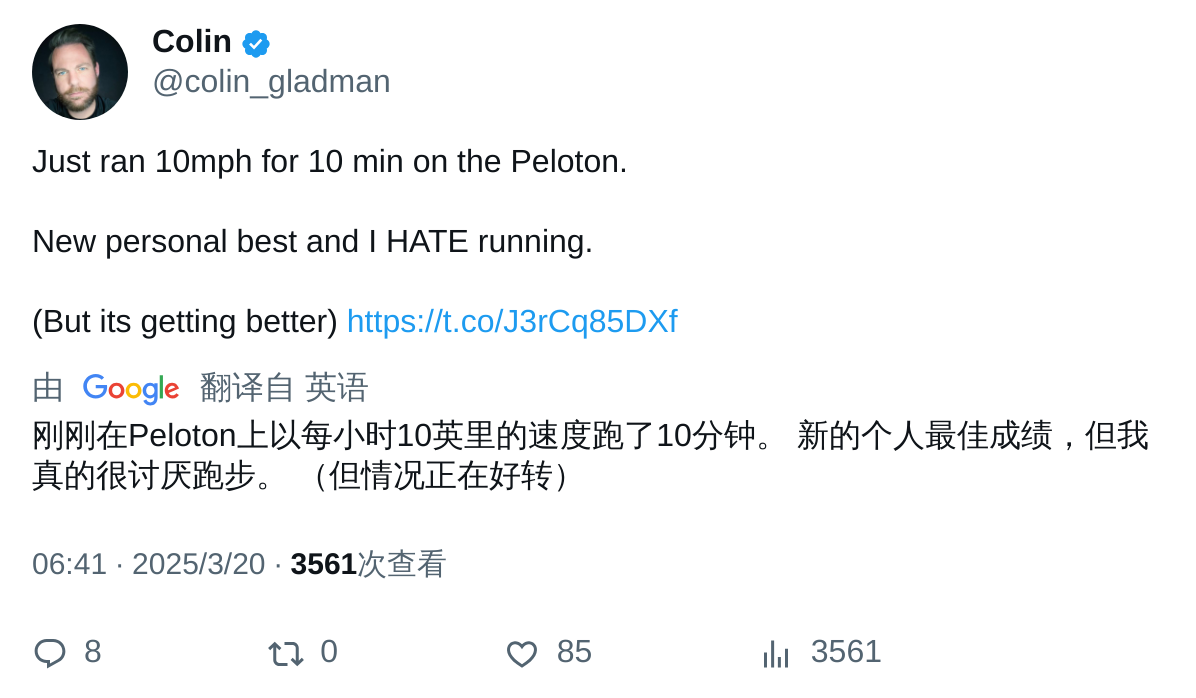 Colin
@colin_gladman
Just ran 10mph for 10 min on the Peloton.
New personal best and I HATE running.
(But its getting better) https://t.co/J3rCq85DXf
由 Google 翻译自 英语
刚刚在Peloton上以每小时10英里的速度跑了10分钟。 新的个人最佳成绩，但我
真的很讨厌跑步。 （但情况正在好转）
06:41 · 2025/3/20 · 3561次查看
8 0 85 3561